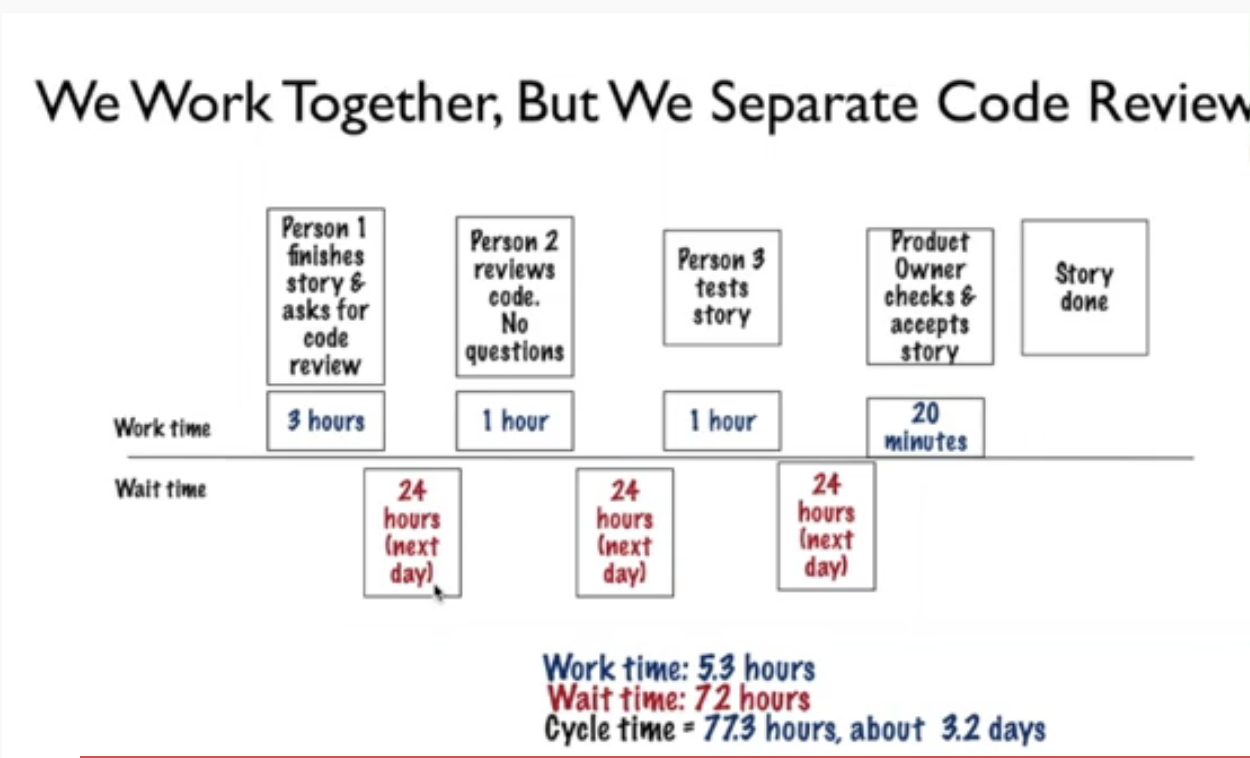 We Work Together, But We Separate Code Review
Person 1
finishes
story &
asks for
code
review
Person 2
reviews
code.
No
questions
Person 3
tests
story
Product
Owner
checks &
accepts
story
Story
done
Work time
3 hours
1 hour
1 hour
20
minutes
Wait time
24
hours
(next
day)
24
hours
(next
day)
24
hours
(next
day)
Work time: 5.3 hours
Wait time: 72 hours
Cycle time = 77.3 hours, about 3.2 days